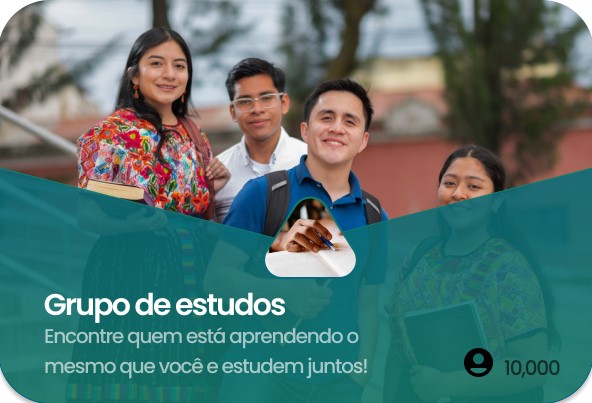 Grupo de estudos
Encontre quem está aprendendo o
mesmo que você e estudem juntos!
10,000